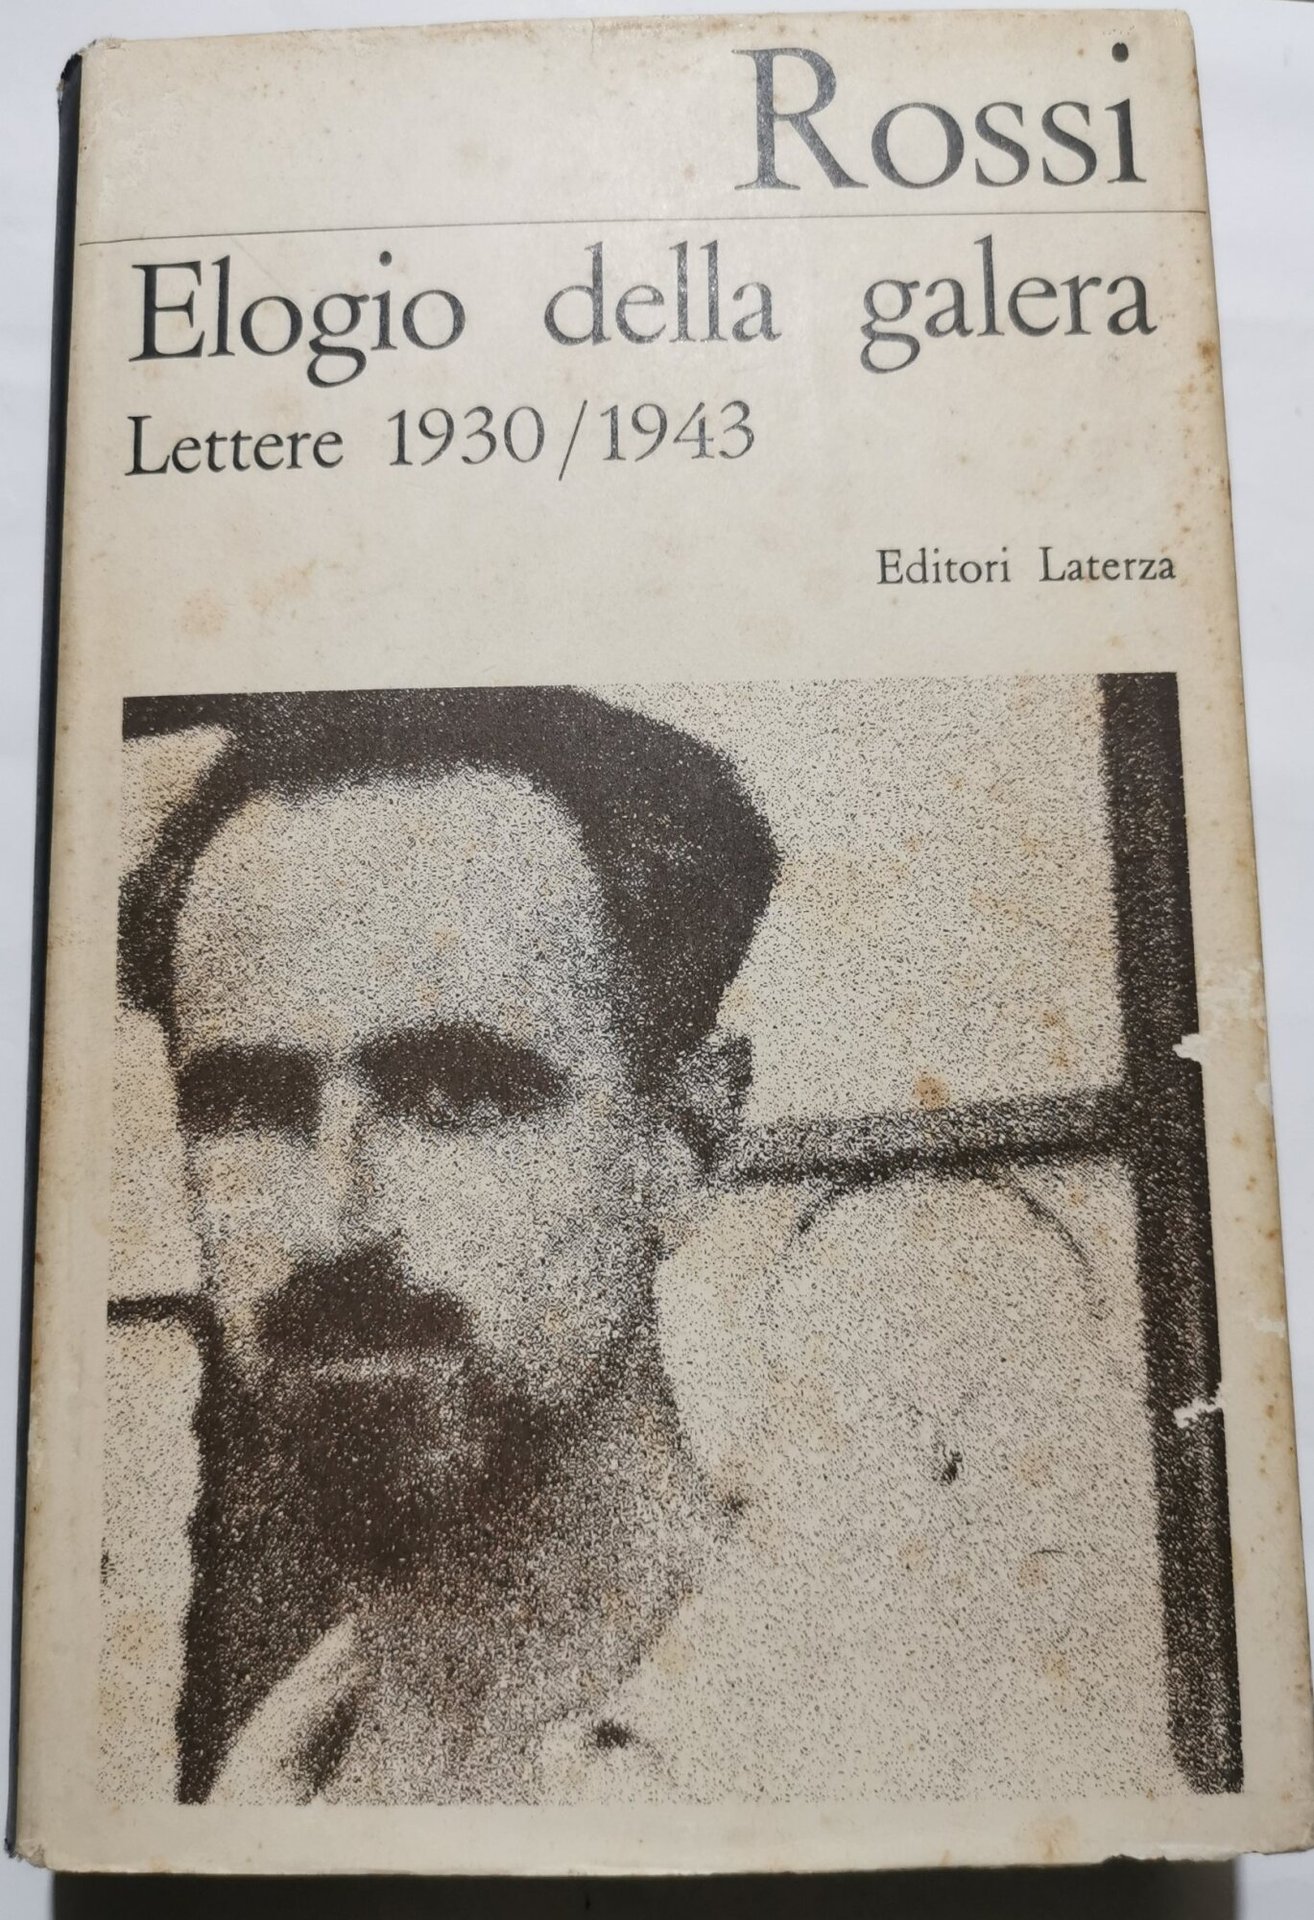 Rossi
Elogio della galera
Lettere 1930/1943
Editori Laterza